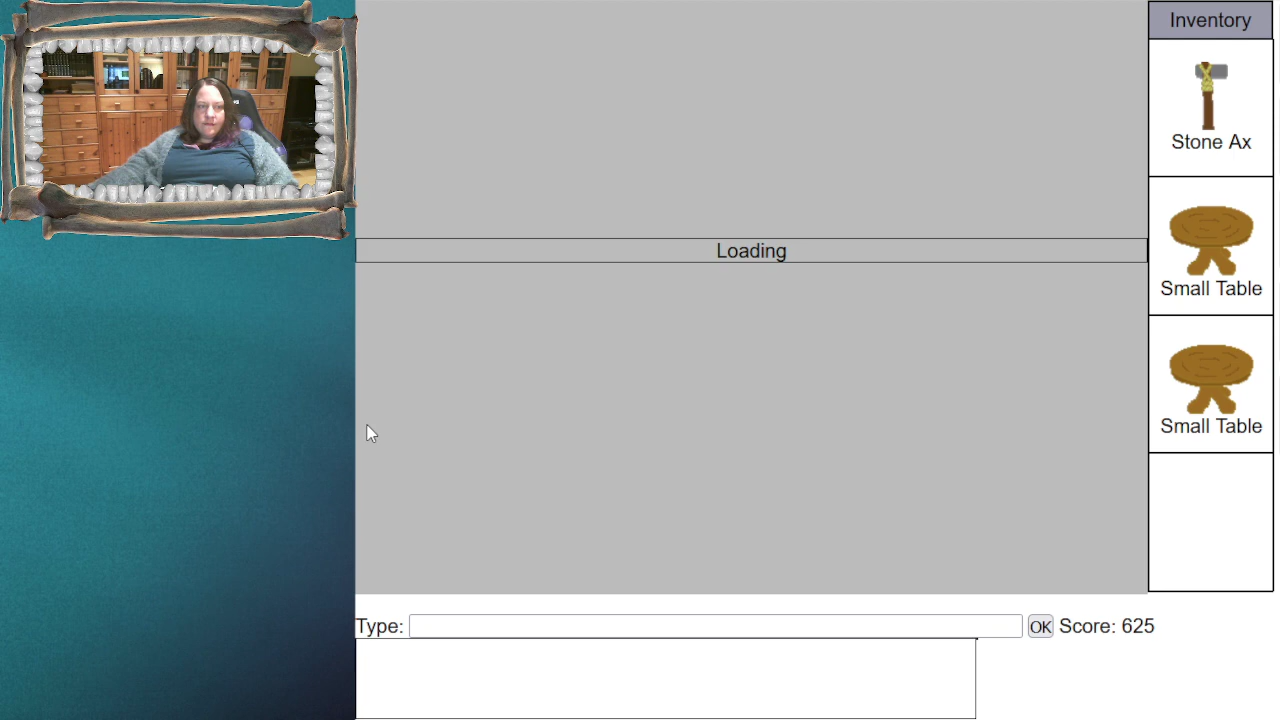 Inventory
Stone Ax
Small Table
Small Table
Loading
Type:
OK
Score: 625